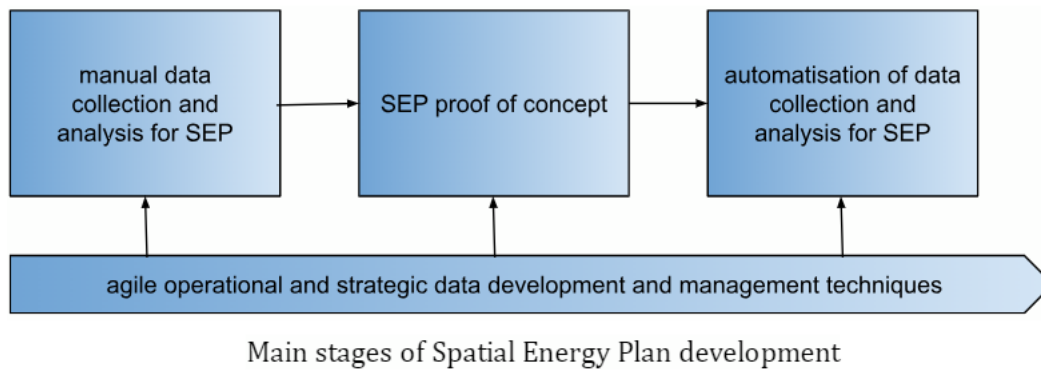 manual data
collection and
analysis for SEP
SEP proof of concept
automatisation of data
collection and
analysis for SEP
agile operational and strategic data development and management techniques
Main stages of Spatial Energy Plan development